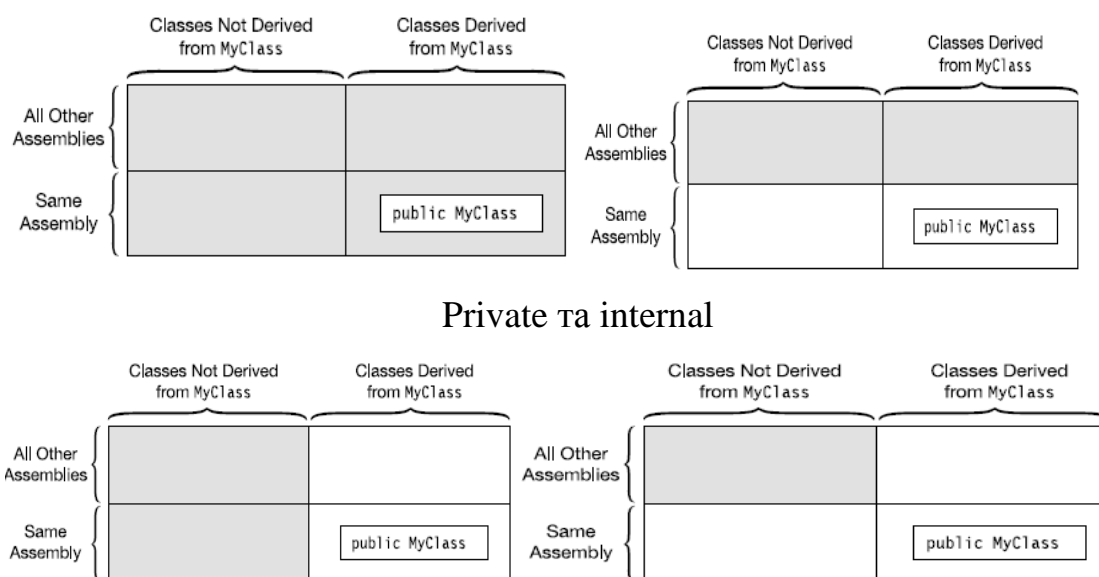 Classes Not Derived
from MyClass
Classes Derived
from MyClass
All Other
Assemblies
Same
Assembly
public MyClass
Classes Not Derived
from MyClass
Classes Derived
from MyClass
All Other
Assemblies
Same
Assembly
public MyClass
Private та internal
Classes Not Derived
from MyClass
Classes Derived
from MyClass
All Other
Assemblies
Same
Assembly
public MyClass
Classes Not Derived
from MyClass
Classes Derived
from MyClass
All Other
Assemblies
Same
Assembly
public MyClass